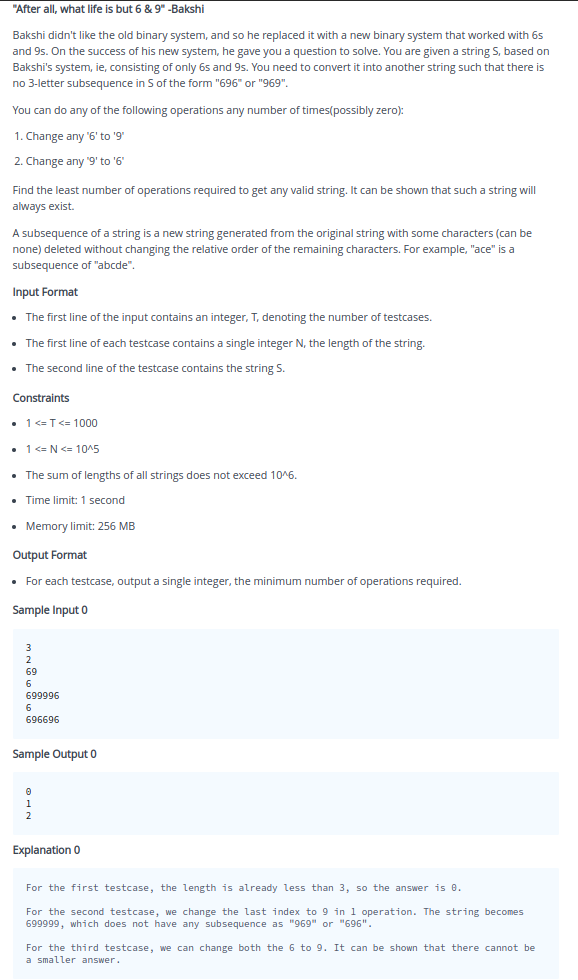 "After all, what life is but 6 & 9" -Bakshi
Bakshi didn't like the old binary system, and so he replaced it with a new binary system that worked with 6s
and 9s. On the success of his new system, he gave you a question to solve. You are given a string S, based on
Bakshi's system, ie, consisting of only 6s and 9s. You need to convert it into another string such that there is
no 3-letter subsequence in S of the form "696" or "969".
You can do any of the following operations any number of times(possibly zero):
1. Change any '6' to '9'
2. Change any '9' to '6'
Find the least number of operations required to get any valid string. It can be shown that such a string will
always exist.
A subsequence of a string is a new string generated from the original string with some characters (can be
none) deleted without changing the relative order of the remaining characters. For example, "ace" is a
subsequence of "abcde".
Input Format
• The first line of the input contains an integer, T, denoting the number of testcases.
• The first line of each testcase contains a single integer N, the length of the string.
• The second line of the testcase contains the string S.
Constraints
• 1 <= T <= 1000
• 1 <= N <= 10^5
• The sum of lengths of all strings does not exceed 10^6.
• Time limit: 1 second
• Memory limit: 256 MB
Output Format
• For each testcase, output a single integer, the minimum number of operations required.
Sample Input 0
3
2
69
6
699996
6
696696
Sample Output 0
0
1
2
Explanation 0
For the first testcase, the length is already less than 3, so the answer is 0.
For the second testcase, we change the last index to 9 in 1 operation. The string becomes
699999, which does not have any subsequence as "969" or "696".
For the third testcase, we can change both the 6 to 9. It can be shown that there cannot be
a smaller answer.